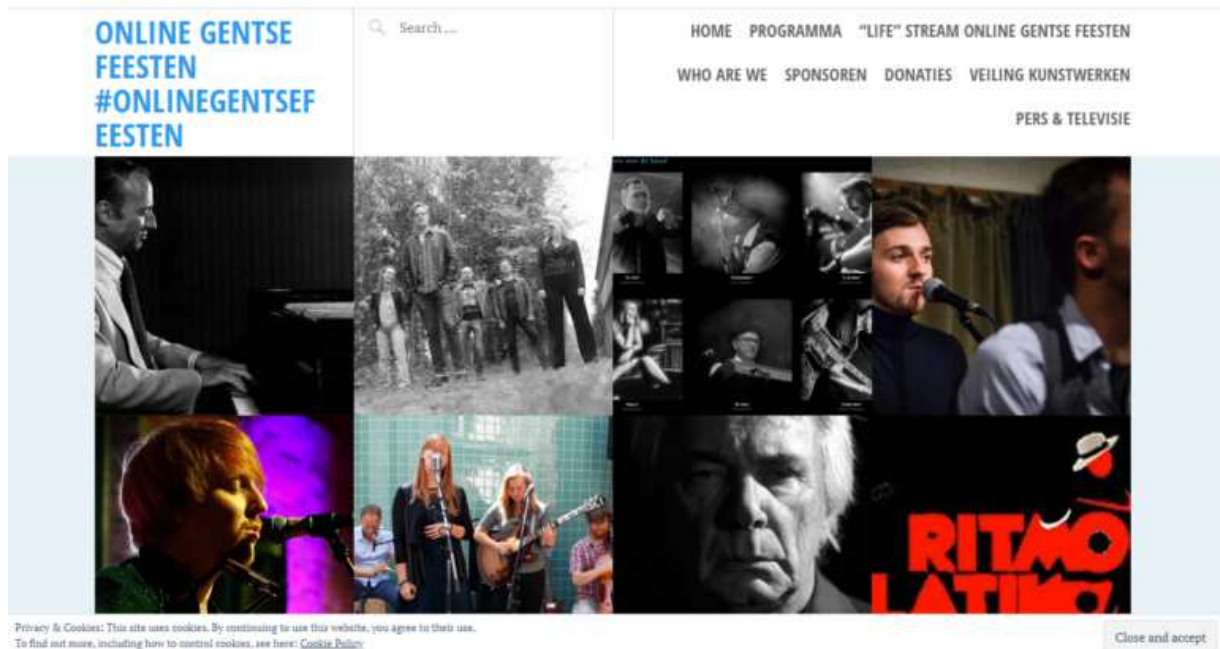 ONLINE GENTSE
FEESTEN
#ONLINEGENTSEF
EESTEN
Search ...
HOME PROGRAMMA “LIFE” STREAM ONLINE GENTSE FEESTEN
WHO ARE WE SPONSOREN DONATIES VEILING KUNSTWERKEN
PERS & TELEVISIE
RITMO
LATINO
Privacy & Cookies: This site uses cookies. By continuing to use this website, you agree to their use.
To find out more, including how to control cookies, see here: Cookie Policy
Close and accept